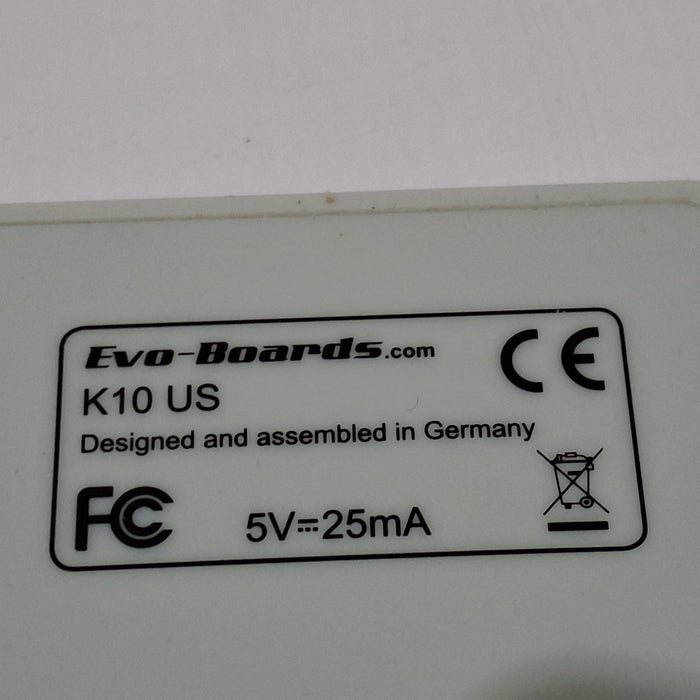 Evo-Boards.com
CE
K10 US
Designed and assembled in Germany
FC
5V⎓25mA